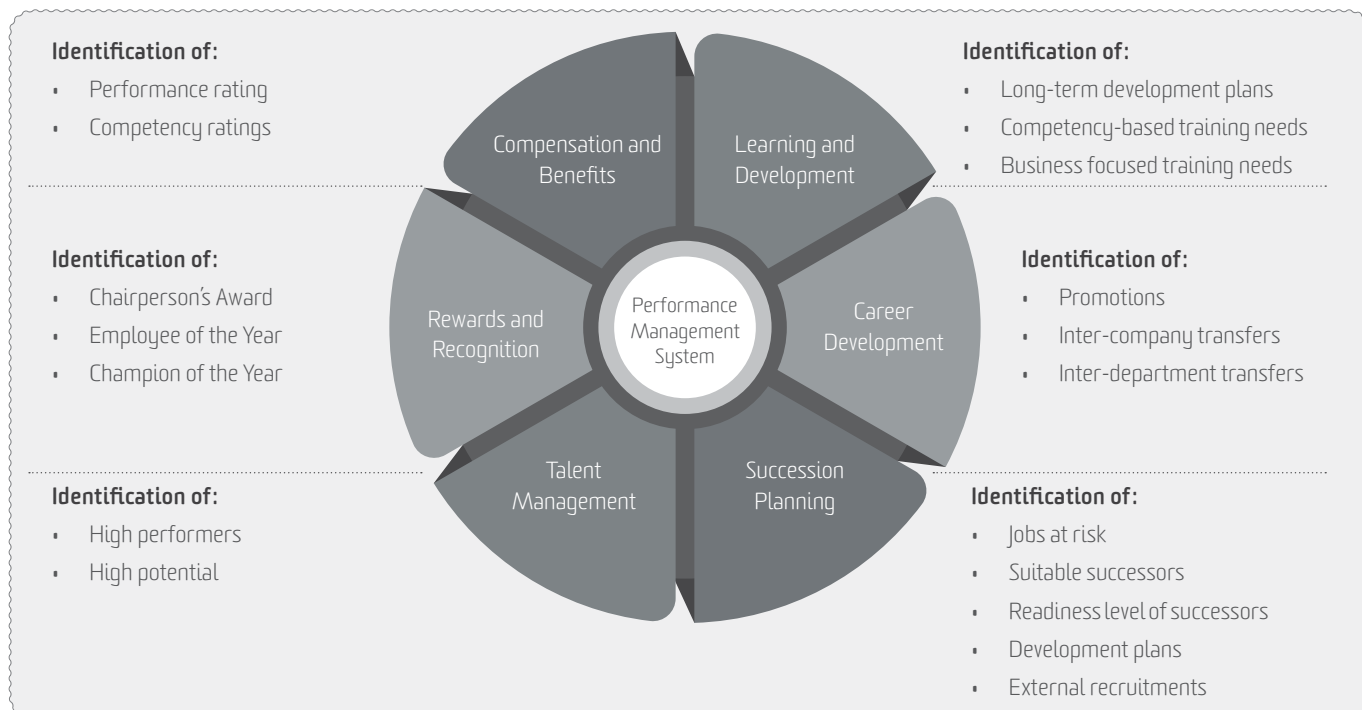 Identification of:
▪ Performance rating
▪ Competency ratings
Identification of:
▪ Chairperson's Award
▪ Employee of the Year
▪ Champion of the Year
Identification of:
▪ High performers
▪ High potential
Compensation and
Benefits
Learning and
Development
Rewards and
Recognition
Performance
Management
System
Career
Development
Talent
Management
Succession
Planning
Identification of:
▪ Long-term development plans
▪ Competency-based training needs
▪ Business focused training needs
Identification of:
▪ Promotions
▪ Inter-company transfers
▪ Inter-department transfers
Identification of:
▪ Jobs at risk
▪ Suitable successors
▪ Readiness level of successors
▪ Development plans
▪ External recruitments